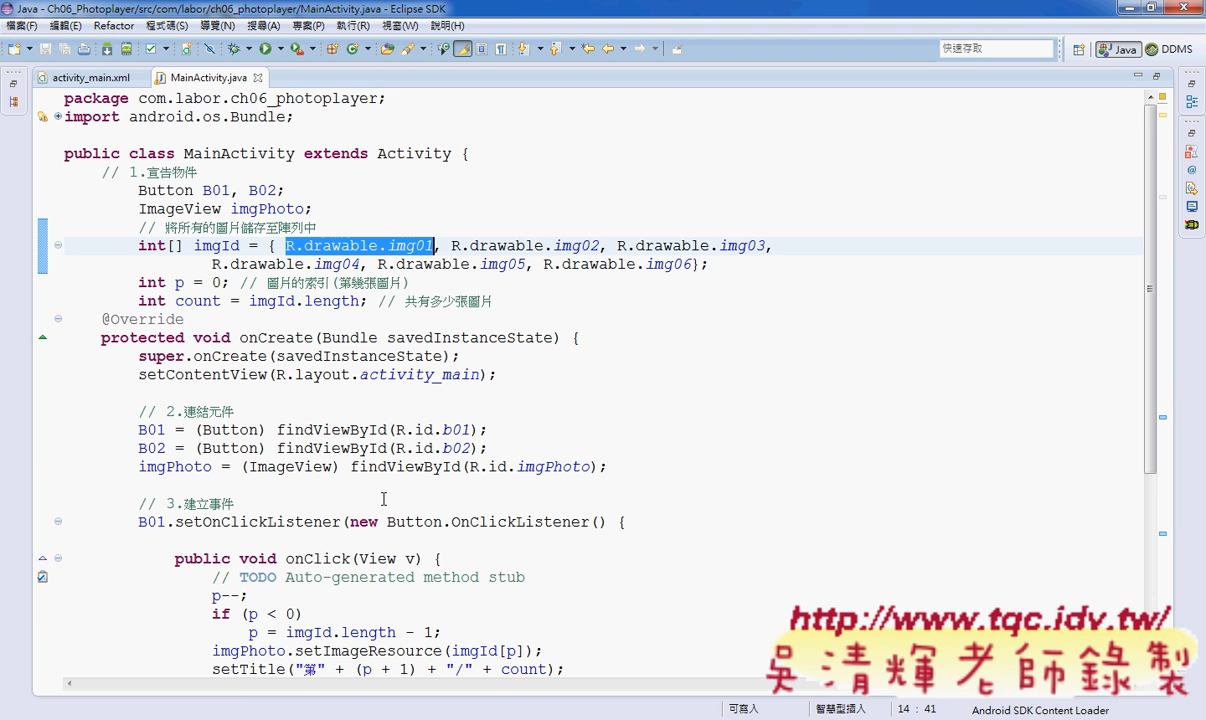 Java - Ch06_Photoplayer/src/com/labor/ch06_photoplayer/MainActivity.java - Eclipse SDK
檔案(F) 編輯(E) Refactor 程式碼(S) 導覽(N) 搜尋(A) 專案(P) 執行(R) 視窗(W) 說明(H)
快速存取 Java DDMS
activity_main.xml MainActivity.java
package com.labor.ch06_photoplayer;
import android.os.Bundle;
public class MainActivity extends Activity {
// 1.宣告物件
Button B01, B02;
ImageView imgPhoto;
// 將所有的圖片儲存至陣列中
int[] imgId = { R.drawable.img01, R.drawable.img02, R.drawable.img03,
R.drawable.img04, R.drawable.img05, R.drawable.img06};
int p = 0; // 圖片的索引(第幾張圖片)
int count = imgId.length; // 共有多少張圖片
@Override
protected void onCreate(Bundle savedInstanceState) {
super.onCreate(savedInstanceState);
setContentView(R.layout.activity_main);
// 2.連結元件
B01 = (Button) findViewById(R.id.b01);
B02 = (Button) findViewById(R.id.b02);
imgPhoto = (ImageView) findViewById(R.id.imgPhoto);
// 3.建立事件
B01.setOnClickListener(new Button.OnClickListener() {
public void onClick(View v) {
// TODO Auto-generated method stub
p--;
if (p < 0)
p = imgId.length - 1;
imgPhoto.setImageResource(imgId[p]);
setTitle("第" + (p + 1) + "/" + count);
http://www.tqc.idv.tw/
吳清輝老師錄製
可寫入 智慧型插入 14 : 41 Android SDK Content Loader